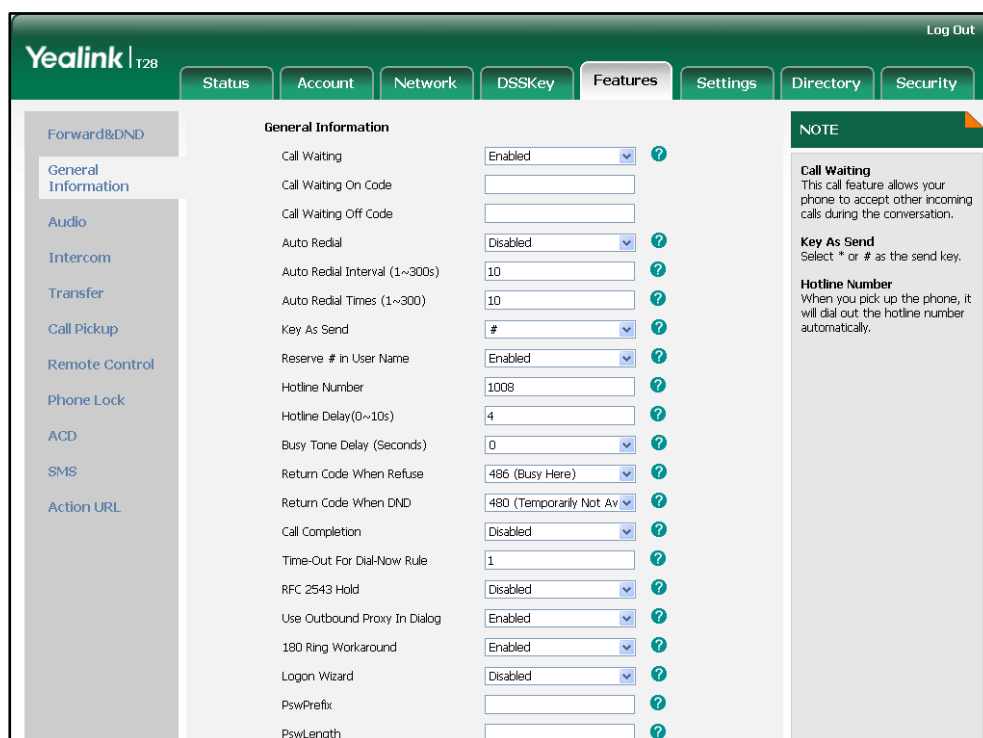 Log Out
Yealink T28
Status Account Network DSSKey Features Settings Directory Security
Forward&DND
General
Information
Audio
Intercom
Transfer
Call Pickup
Remote Control
Phone Lock
ACD
SMS
Action URL
General Information
Call Waiting Enabled ?
Call Waiting On Code
Call Waiting Off Code
Auto Redial Disabled ?
Auto Redial Interval (1~300s) 10 ?
Auto Redial Times (1~300) 10 ?
Key As Send # ?
Reserve # in User Name Enabled ?
Hotline Number 1008 ?
Hotline Delay(0~10s) 4 ?
Busy Tone Delay (Seconds) 0 ?
Return Code When Refuse 486 (Busy Here) ?
Return Code When DND 480 (Temporarily Not Av ?
Call Completion Disabled ?
Time-Out For Dial-Now Rule 1 ?
RFC 2543 Hold Disabled ?
Use Outbound Proxy In Dialog Enabled ?
180 Ring Workaround Enabled ?
Logon Wizard Disabled ?
PswPrefix ?
PswLength ?
NOTE
Call Waiting
This call feature allows your
phone to accept other incoming
calls during the conversation.
Key As Send
Select * or # as the send key.
Hotline Number
When you pick up the phone, it
will dial out the hotline number
automatically.